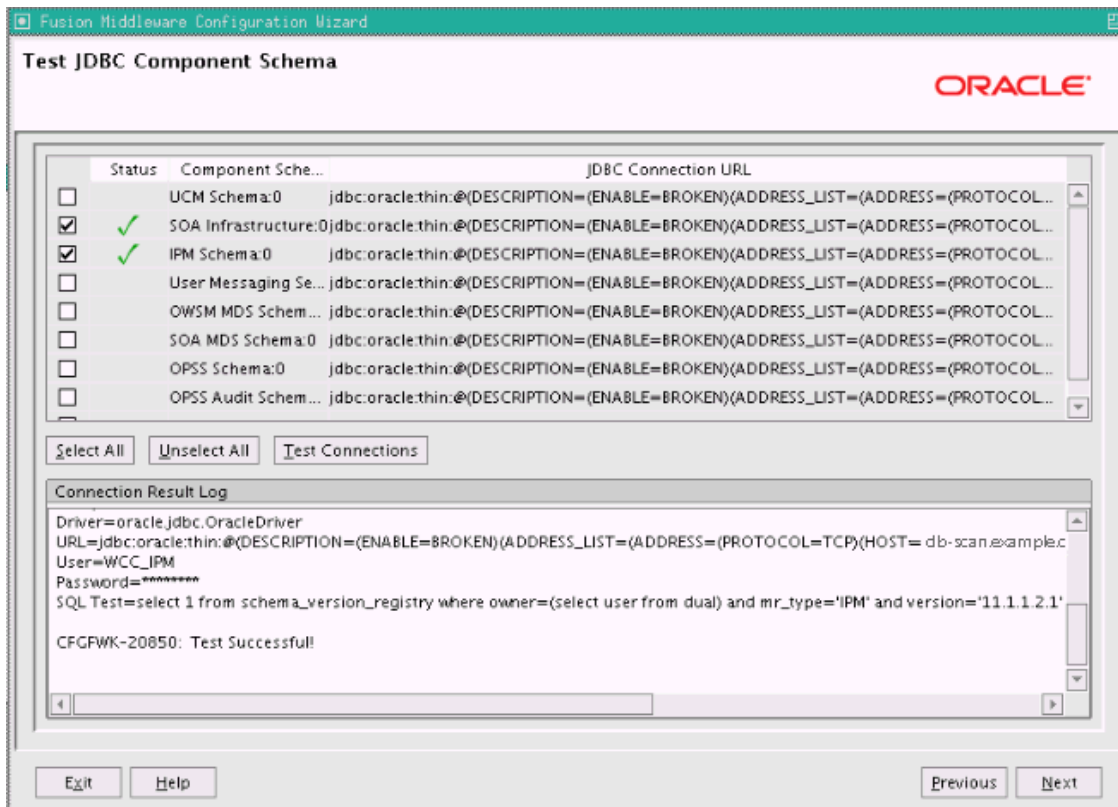 Fusion Middleware Configuration Wizard
Test JDBC Component Schema
ORACLE
Status Component Sche... JDBC Connection URL
UCM Schema:0 jdbc:oracle:thin:@(DESCRIPTION=(ENABLE=BROKEN)(ADDRESS_LIST=(ADDRESS=(PROTOCOL...
SOA Infrastructure:0jdbc:oracle:thin:@(DESCRIPTION=(ENABLE=BROKEN)(ADDRESS_LIST=(ADDRESS=(PROTOCOL...
IPM Schema:0 jdbc:oracle:thin:@(DESCRIPTION=(ENABLE=BROKEN)(ADDRESS_LIST=(ADDRESS=(PROTOCOL...
User Messaging Se... jdbc:oracle:thin:@(DESCRIPTION=(ENABLE=BROKEN)(ADDRESS_LIST=(ADDRESS=(PROTOCOL...
OWSM MDS Schem... jdbc:oracle:thin:@(DESCRIPTION=(ENABLE=BROKEN)(ADDRESS_LIST=(ADDRESS=(PROTOCOL...
SOA MDS Schema:0 jdbc:oracle:thin:@(DESCRIPTION=(ENABLE=BROKEN)(ADDRESS_LIST=(ADDRESS=(PROTOCOL...
OPSS Schema:0 jdbc:oracle:thin:@(DESCRIPTION=(ENABLE=BROKEN)(ADDRESS_LIST=(ADDRESS=(PROTOCOL...
OPSS Audit Schem... jdbc:oracle:thin:@(DESCRIPTION=(ENABLE=BROKEN)(ADDRESS_LIST=(ADDRESS=(PROTOCOL...
Select All Unselect All Test Connections
Connection Result Log
Driver=oracle.jdbc.OracleDriver
URL=jdbc:oracle:thin:@(DESCRIPTION=(ENABLE=BROKEN)(ADDRESS_LIST=(ADDRESS=(PROTOCOL=TCP)(HOST= db-scan.example.c
User=WCC_IPM
Password=********
SQL Test=select 1 from schema_version_registry where owner=(select user from dual) and mr_type='IPM' and version='11.1.1.2.1'
CFGFWK-20850: Test Successful!
Exit Help Previous Next